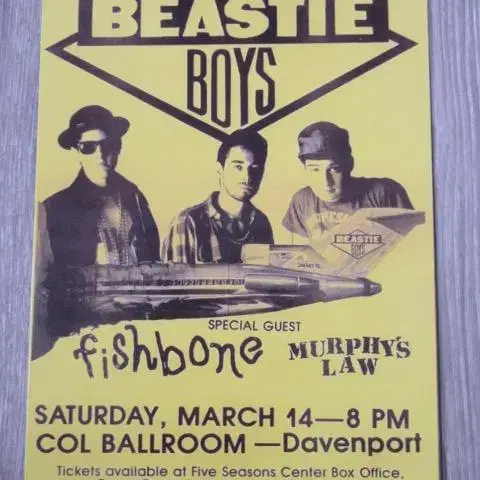 BEASTIE
BOYS
BEASTIE
BOYS
SPECIAL GUEST
fishbone
MURPHY'S
LAW
SATURDAY, MARCH 14—8 PM
COL BALLROOM —Davenport
Tickets available at Five Seasons Center Box Office,